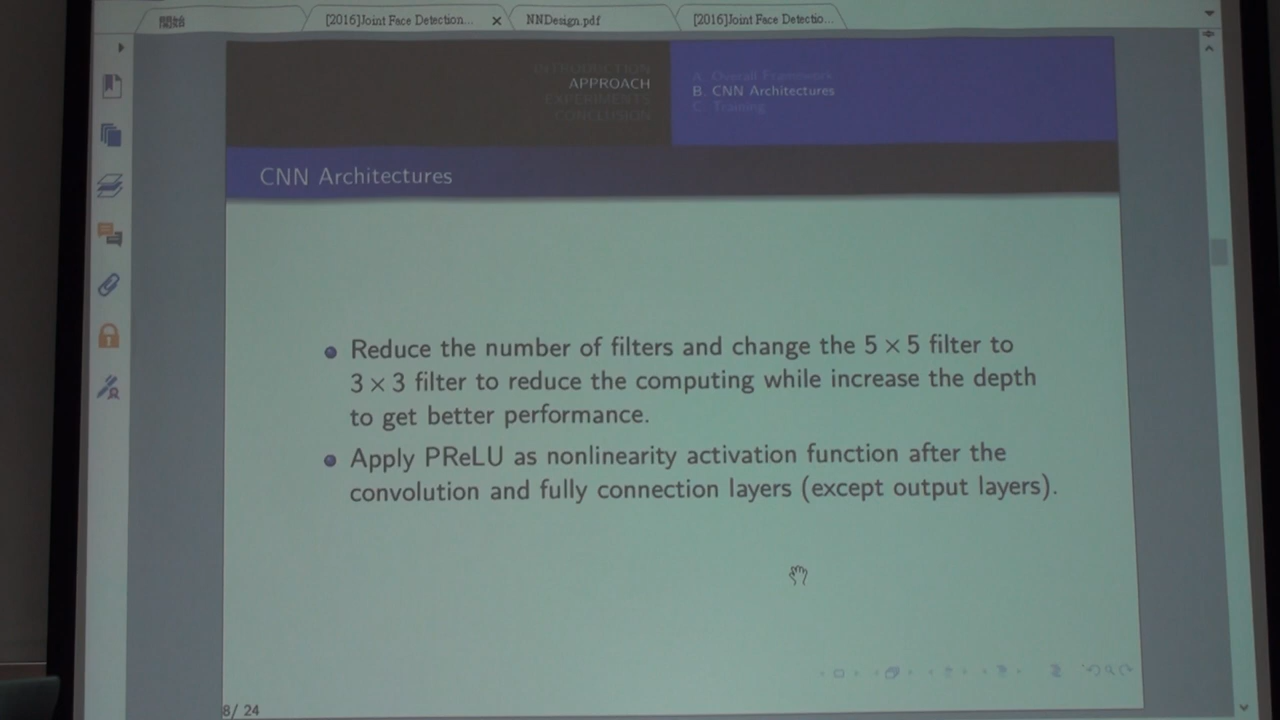 開始
[2016]Joint Face Detection...
NNDesign.pdf
[2016]Joint Face Detectio...
INTRODUCTION
APPROACH
EXPERIMENTS
CONCLUSION
A. Overall Framework
B. CNN Architectures
C. Training
CNN Architectures
Reduce the number of filters and change the 5 × 5 filter to
3 × 3 filter to reduce the computing while increase the depth
to get better performance.
Apply PReLU as nonlinearity activation function after the
convolution and fully connection layers (except output layers).
8/ 24